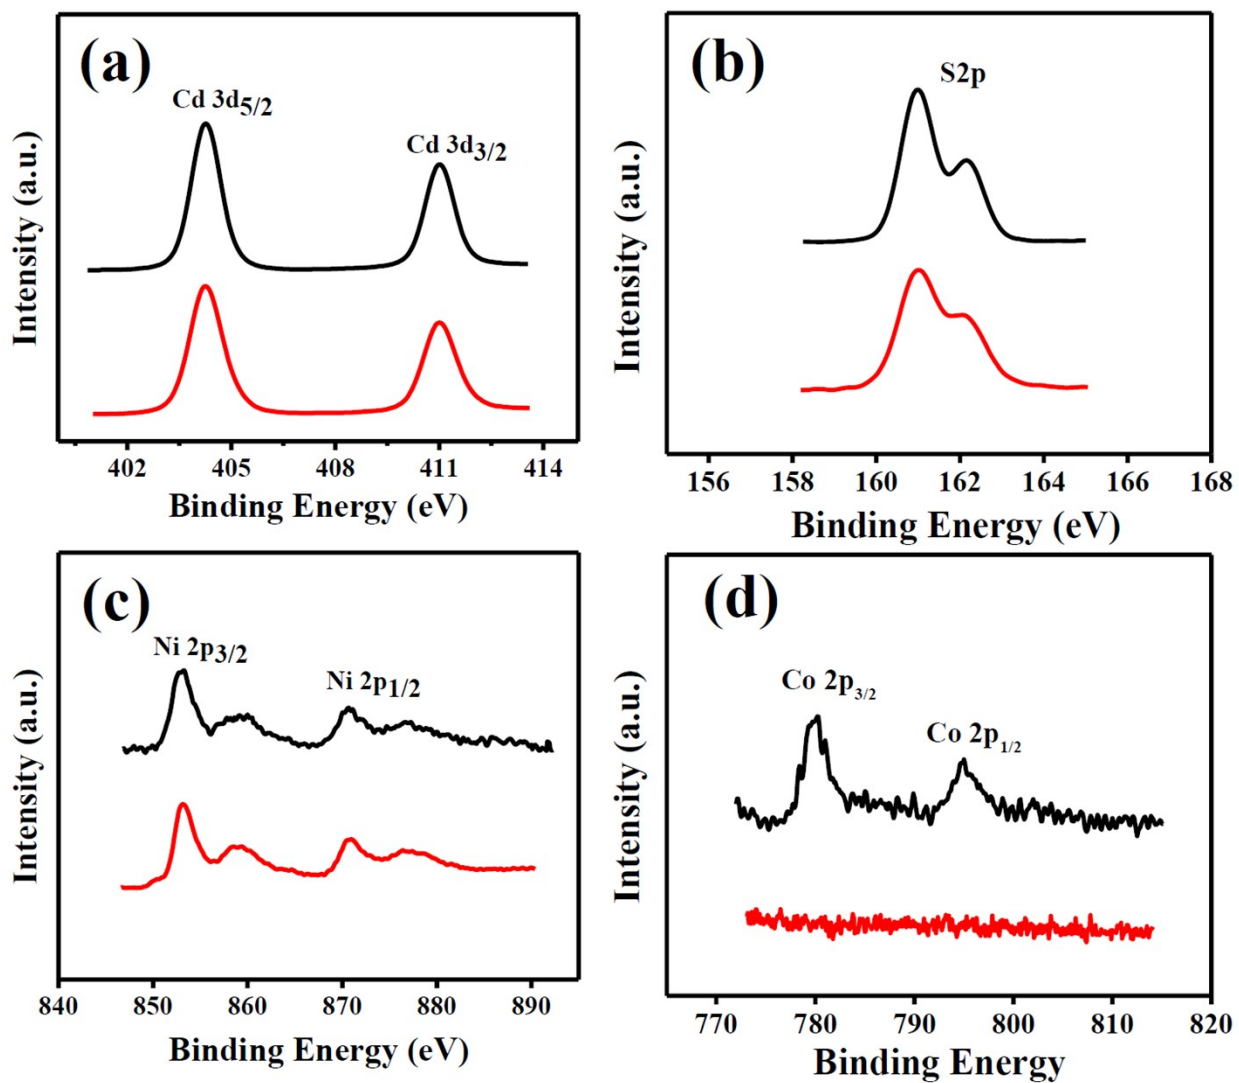 (a)
Cd 3d5/2
Cd 3d3/2
Intensity (a.u.)
402 405 408 411 414
Binding Energy (eV)
(b)
S2p
Intensity (a.u.)
156 158 160 162 164 166 168
Binding Energy (eV)
(c)
Ni 2p3/2
Ni 2p1/2
Intensity (a.u.)
840 850 860 870 880 890
Binding Energy (eV)
(d)
Co 2p3/2
Co 2p1/2
Intensity (a.u.)
770 780 790 800 810 820
Binding Energy